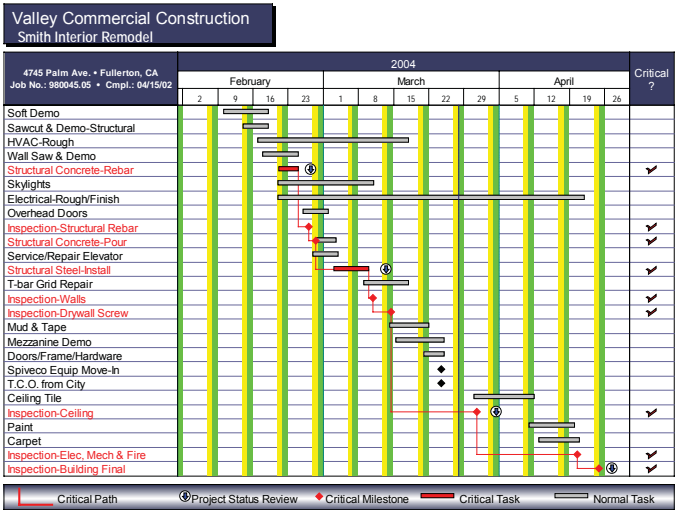 Valley Commercial Construction
Smith Interior Remodel
4745 Palm Ave. • Fullerton, CA
Job No.: 980045.05 • Cmpl.: 04/15/02
2004
Critical
?
February March April
2 9 16 23 1 8 15 22 29 5 12 19 26
Soft Demo
Sawcut & Demo-Structural
HVAC-Rough
Wall Saw & Demo
Structural Concrete-Rebar
Skylights
Electrical-Rough/Finish
Overhead Doors
Inspection-Structural Rebar
Structural Concrete-Pour
Service/Repair Elevator
Structural Steel-Install
T-bar Grid Repair
Inspection-Walls
Inspection-Drywall Screw
Mud & Tape
Mezzanine Demo
Doors/Frame/Hardware
Spiveco Equip Move-In
T.C.O. from City
Ceiling Tile
Inspection-Ceiling
Paint
Carpet
Inspection-Elec, Mech & Fire
Inspection-Building Final
Critical Path Project Status Review Critical Milestone Critical Task Normal Task